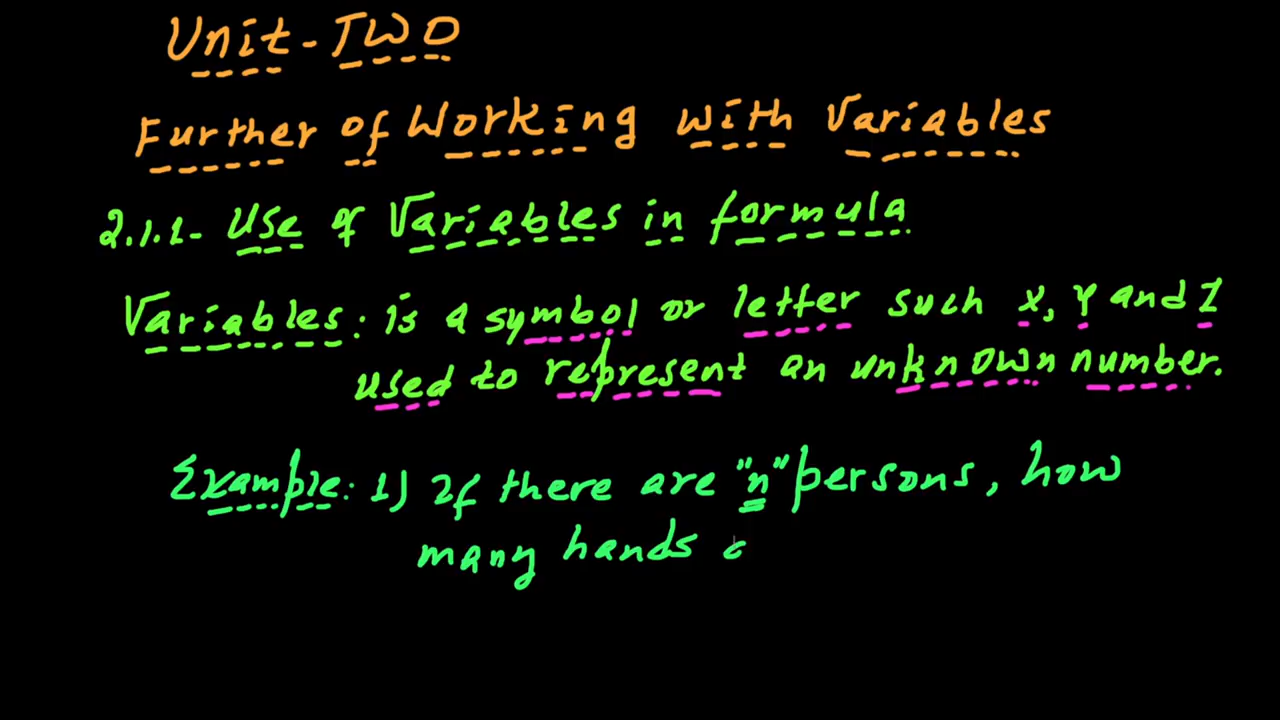 Unit-TWO
Further of Working with Variables
2.1.1- Use of Variables in formula
Variables: is a symbol or letter such X, Y and Z
used to represent an unknown number.
Example: 1) If there are "n" persons, how
many hands